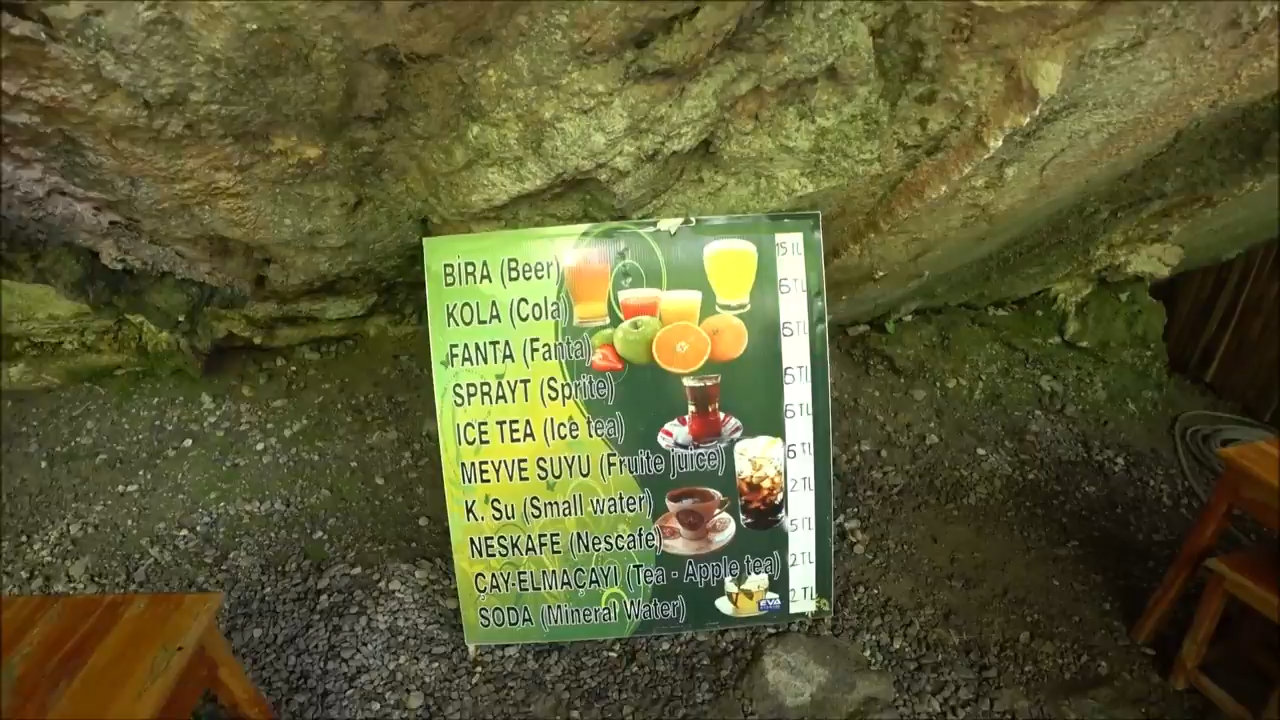 BİRA (Beer) 15 TL
KOLA (Cola) 6 TL
FANTA (Fanta) 6 TL
SPRAYT (Sprite) 6 TL
ICE TEA (Ice tea) 6 TL
MEYVE SUYU (Fruite juice) 6 TL
K. Su (Small water) 2 TL
NESKAFE (Nescafe) 5 TL
ÇAY-ELMAÇAYI (Tea - Apple tea) 2 TL
SODA (Mineral Water) 2 TL
EVA